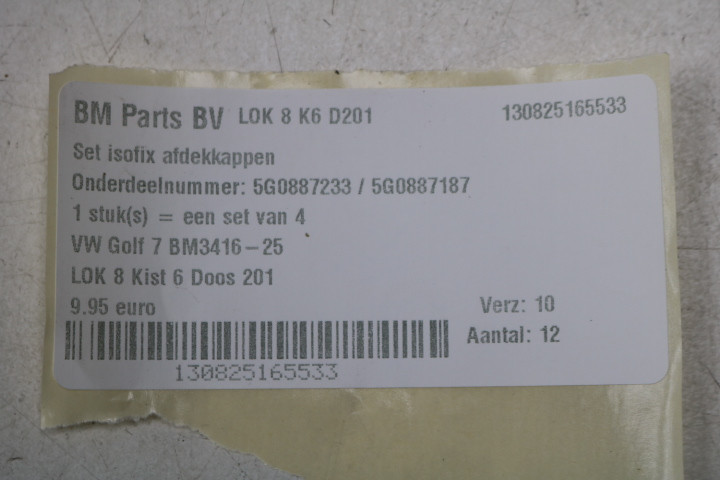 BM Parts BV LOK 8 K6 D201 130825165533
Set isofix afdekkappen
Onderdeelnummer: 5G0887233 / 5G0887187
1 stuk(s) = een set van 4
VW Golf 7 BM3416-25
LOK 8 Kist 6 Doos 201
9.95 euro Verz: 10
Aantal: 12
130825165533